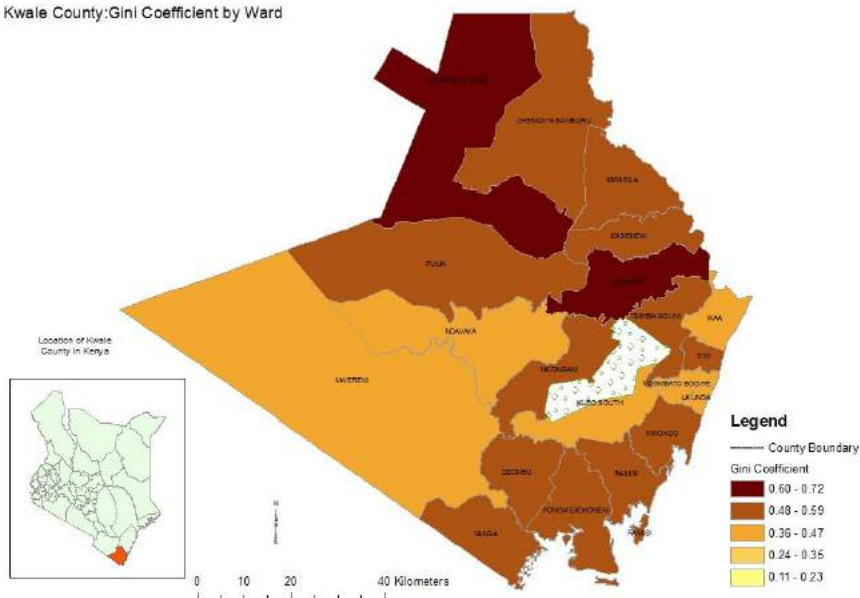 Kwale County:Gini Coefficient by Ward
CHENGONI/SAMBURU
MWATATE
KASEMENI
PUMA
TSIMBA GOLINI
WAA
NDAVAYA
TIWI
MKONGANI
MWERENI
KUBO SOUTH
UKUNDA
KINONDO
DZOMBO
RAMISI
PONGWE/KIKONENI
VANGA
Location of Kwale
County in Kenya
N
0 10 20 40 Kilometers
Legend
County Boundary
Gini Coefficient
0.60 - 0.72
0.48 - 0.59
0.36 - 0.47
0.24 - 0.35
0.11 - 0.23